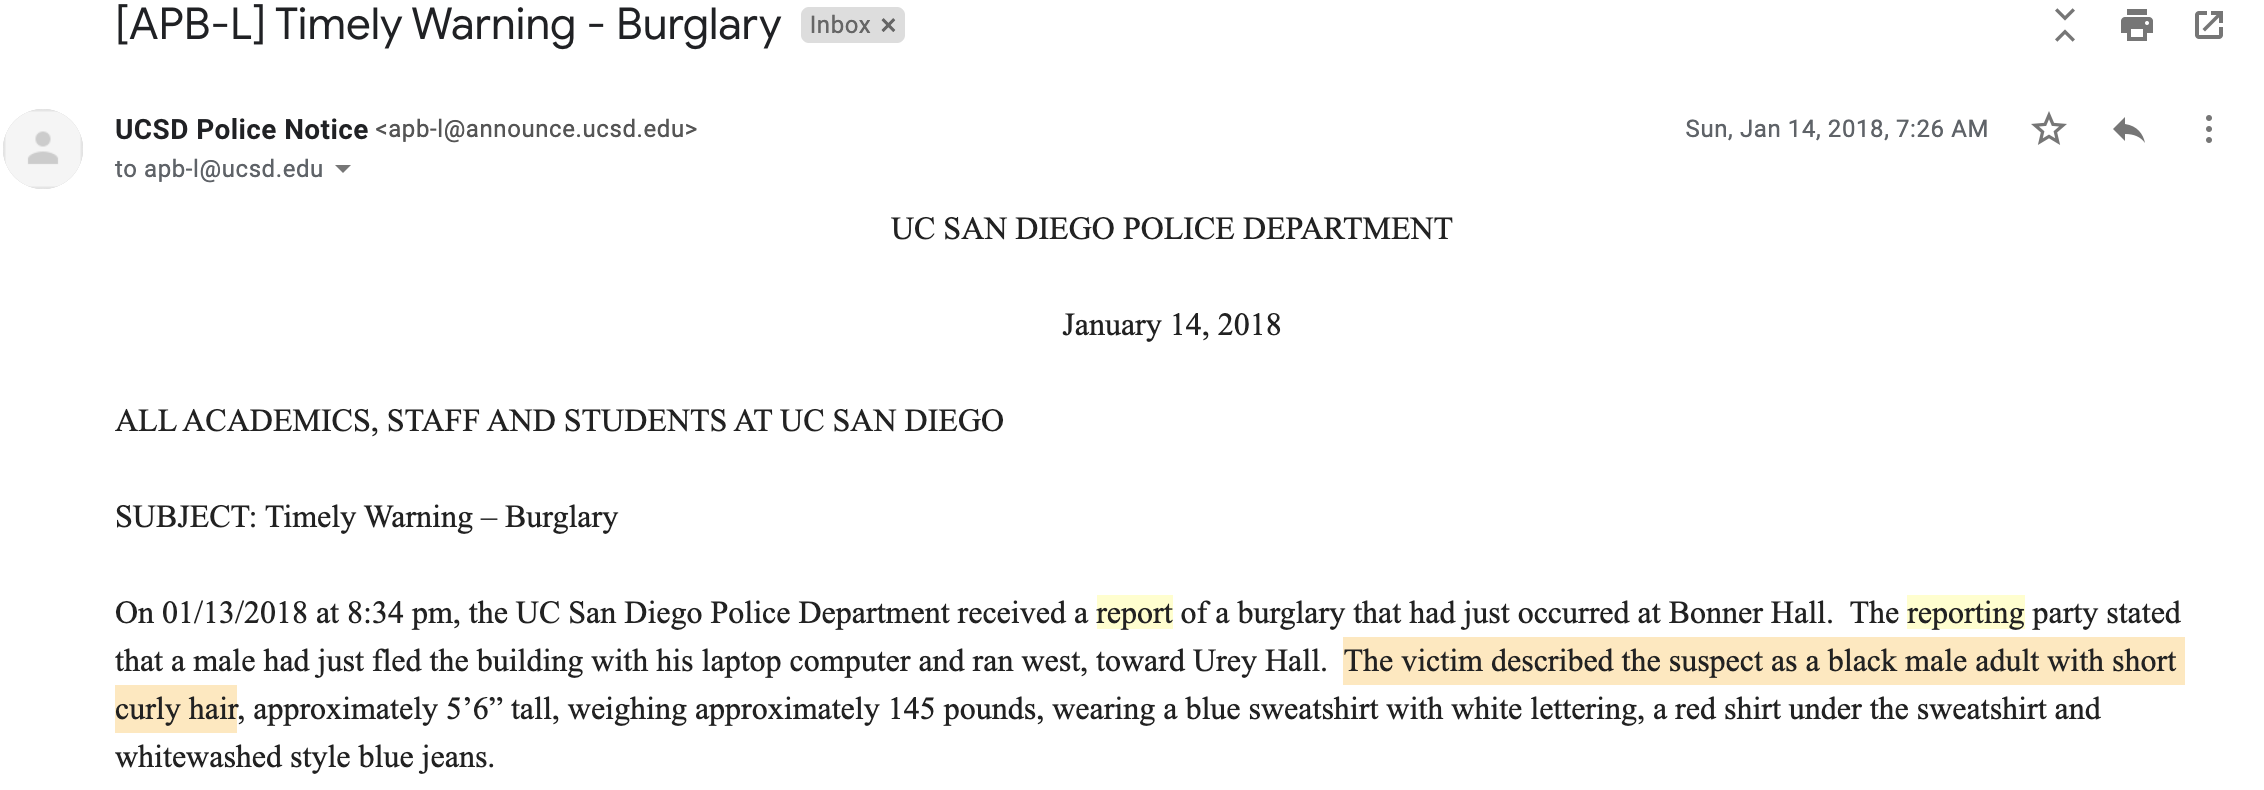 [APB-L] Timely Warning - Burglary Inbox ×
UCSD Police Notice <apb-l@announce.ucsd.edu> Sun, Jan 14, 2018, 7:26 AM
to apb-l@ucsd.edu
UC SAN DIEGO POLICE DEPARTMENT
January 14, 2018
ALL ACADEMICS, STAFF AND STUDENTS AT UC SAN DIEGO
SUBJECT: Timely Warning – Burglary
On 01/13/2018 at 8:34 pm, the UC San Diego Police Department received a report of a burglary that had just occurred at Bonner Hall.  The reporting party stated
that a male had just fled the building with his laptop computer and ran west, toward Urey Hall.  The victim described the suspect as a black male adult with short
curly hair, approximately 5’6” tall, weighing approximately 145 pounds, wearing a blue sweatshirt with white lettering, a red shirt under the sweatshirt and
whitewashed style blue jeans.